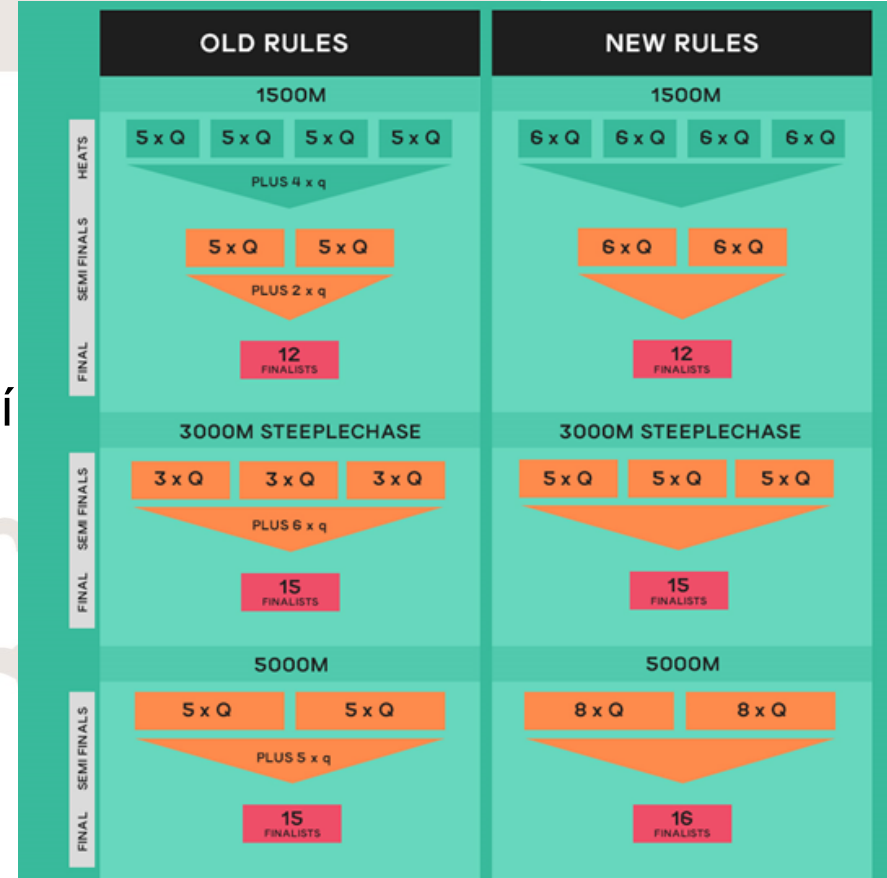 OLD RULES
NEW RULES
1500M
1500M
HEATS
5 x Q 5 x Q 5 x Q 5 x Q
6 x Q 6 x Q 6 x Q 6 x Q
PLUS 4 x q
SEMI FINALS
5 x Q 5 x Q
6 x Q 6 x Q
PLUS 2 x q
FINAL
12
FINALISTS
12
FINALISTS
í
3000M STEEPLECHASE
3000M STEEPLECHASE
SEMI FINALS
3 x Q 3 x Q 3 x Q
5 x Q 5 x Q 5 x Q
PLUS 6 x q
FINAL
15
FINALISTS
15
FINALISTS
5000M
5000M
SEMI FINALS
5 x Q 5 x Q
8 x Q 8 x Q
PLUS 5 x q
FINAL
15
FINALISTS
16
FINALISTS